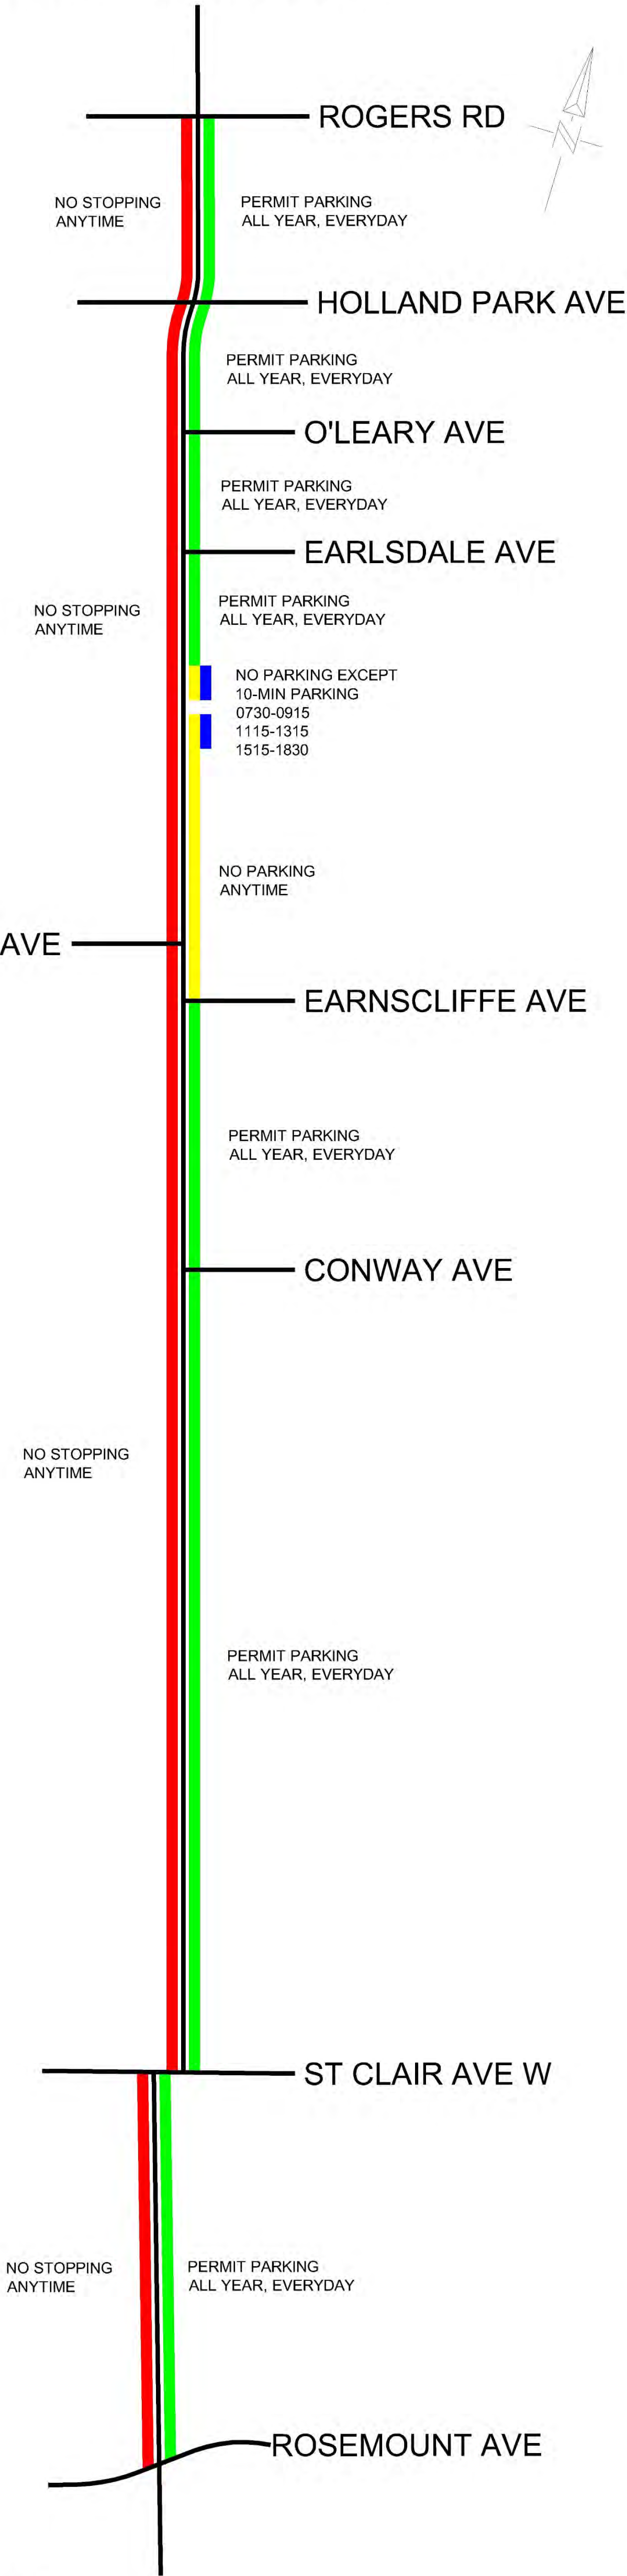 ROGERS RD
NO STOPPING
ANYTIME
PERMIT PARKING
ALL YEAR, EVERYDAY
HOLLAND PARK AVE
PERMIT PARKING
ALL YEAR, EVERYDAY
O'LEARY AVE
PERMIT PARKING
ALL YEAR, EVERYDAY
EARLSDALE AVE
NO STOPPING
ANYTIME
PERMIT PARKING
ALL YEAR, EVERYDAY
NO PARKING EXCEPT
10-MIN PARKING
0730-0915
1115-1315
1515-1830
NO PARKING
ANYTIME
AVE
EARNSCLIFFE AVE
PERMIT PARKING
ALL YEAR, EVERYDAY
CONWAY AVE
NO STOPPING
ANYTIME
PERMIT PARKING
ALL YEAR, EVERYDAY
ST CLAIR AVE W
NO STOPPING
ANYTIME
PERMIT PARKING
ALL YEAR, EVERYDAY
ROSEMOUNT AVE